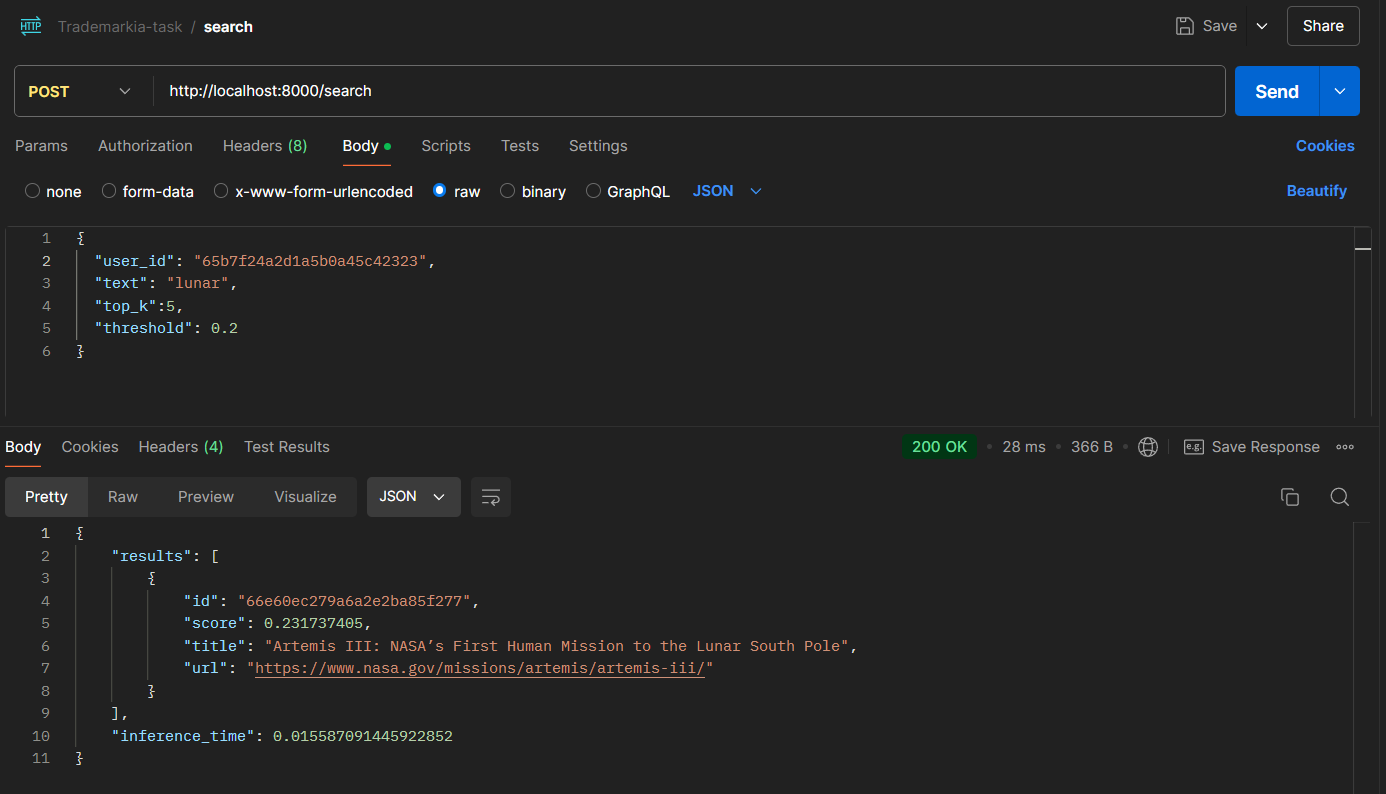 HTTP Trademarkia-task / search Save Share
POST http://localhost:8000/search Send
Params Authorization Headers (8) Body Scripts Tests Settings Cookies
none form-data x-www-form-urlencoded raw binary GraphQL JSON Beautify
1 {
2 "user_id": "65b7f24a2d1a5b0a45c42323",
3 "text": "lunar",
4 "top_k":5,
5 "threshold": 0.2
6 }
Body Cookies Headers (4) Test Results 200 OK 28 ms 366 B e.g. Save Response
Pretty Raw Preview Visualize JSON
1 {
2 "results": [
3 {
4 "id": "66e60ec279a6a2e2ba85f277",
5 "score": 0.231737405,
6 "title": "Artemis III: NASA’s First Human Mission to the Lunar South Pole",
7 "url": "https://www.nasa.gov/missions/artemis/artemis-iii/"
8 }
9 ],
10 "inference_time": 0.015587091445922852
11 }